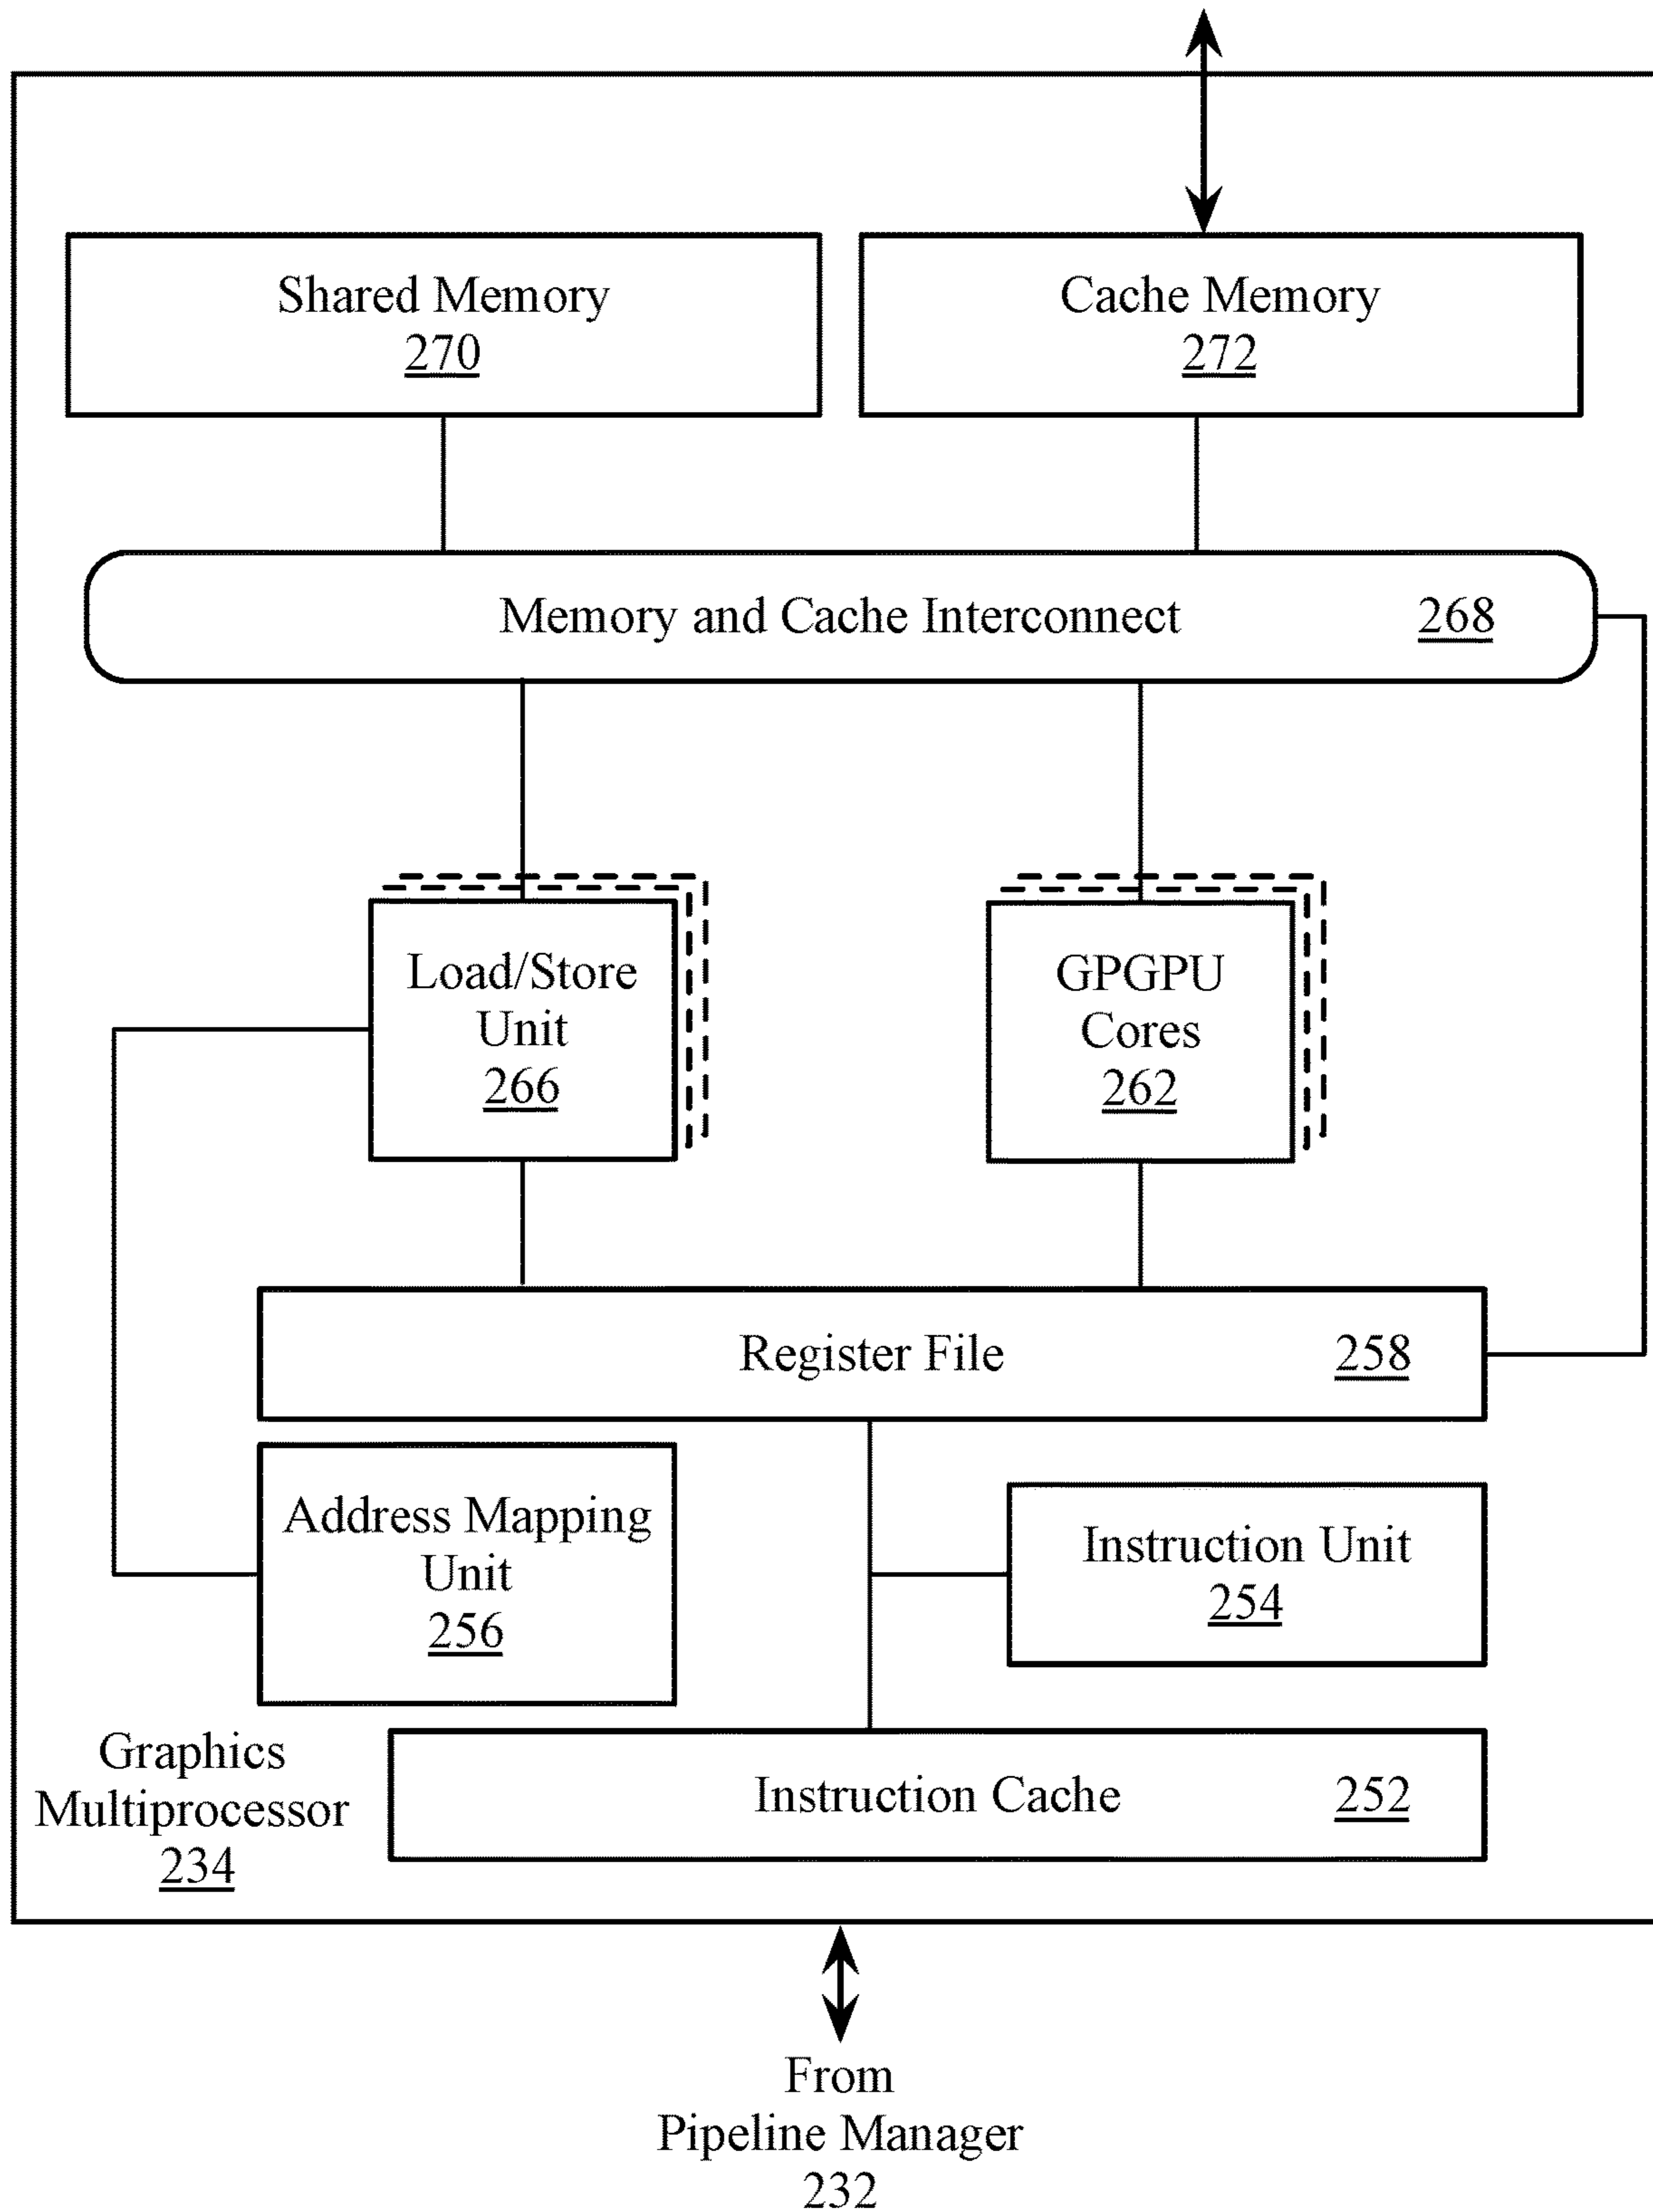 Shared Memory
270
Cache Memory
272
Memory and Cache Interconnect 268
Load/Store
Unit
266
GPGPU
Cores
262
Register File 258
Address Mapping
Unit
256
Instruction Unit
254
Graphics
Multiprocessor
234
Instruction Cache 252
From
Pipeline Manager
232